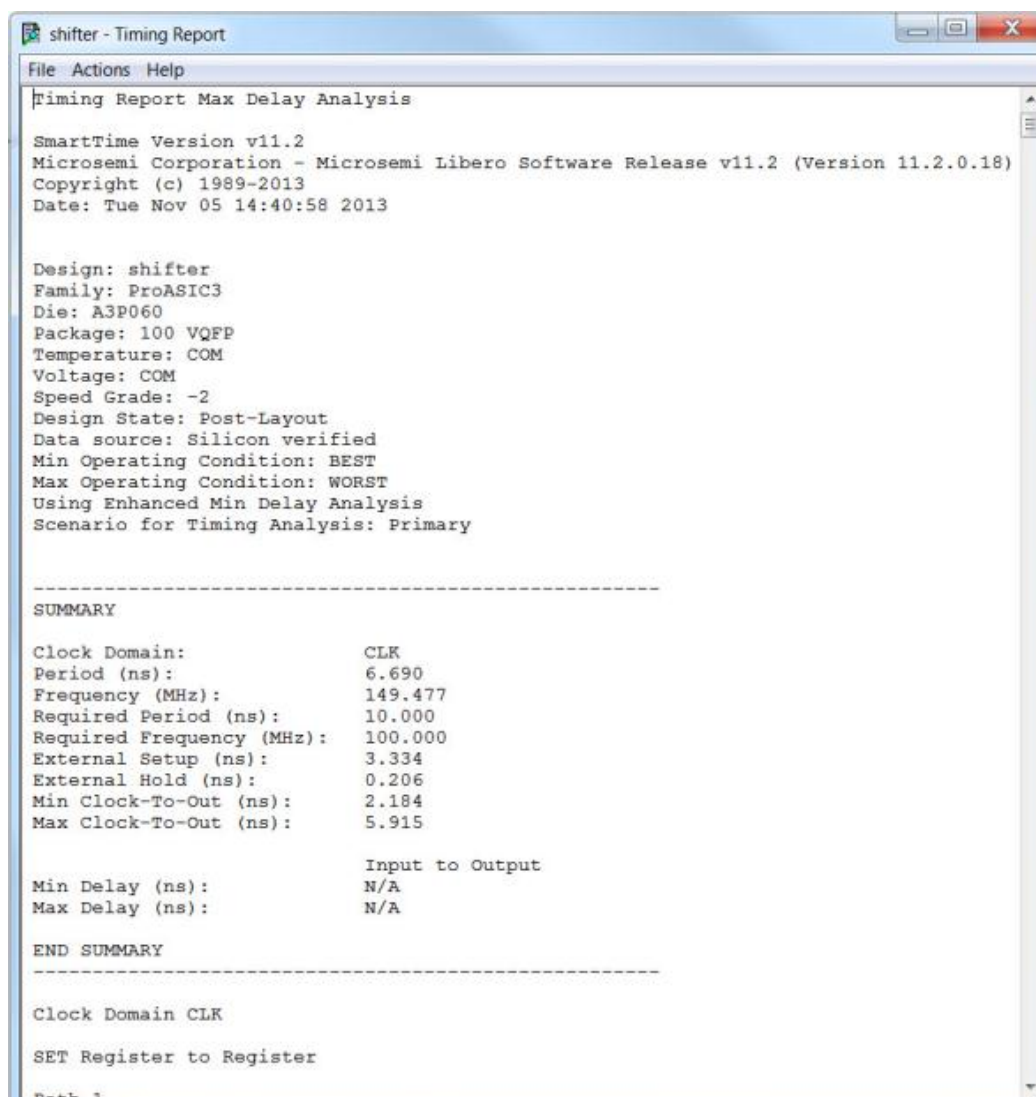 shifter - Timing Report
File Actions Help
Timing Report Max Delay Analysis
SmartTime Version v11.2
Microsemi Corporation - Microsemi Libero Software Release v11.2 (Version 11.2.0.18)
Copyright (c) 1989-2013
Date: Tue Nov 05 14:40:58 2013
Design: shifter
Family: ProASIC3
Die: A3P060
Package: 100 VQFP
Temperature: COM
Voltage: COM
Speed Grade: -2
Design State: Post-Layout
Data source: Silicon verified
Min Operating Condition: BEST
Max Operating Condition: WORST
Using Enhanced Min Delay Analysis
Scenario for Timing Analysis: Primary
-----------------------------------------------------
SUMMARY
Clock Domain: CLK
Period (ns): 6.690
Frequency (MHz): 149.477
Required Period (ns): 10.000
Required Frequency (MHz): 100.000
External Setup (ns): 3.334
External Hold (ns): 0.206
Min Clock-To-Out (ns): 2.184
Max Clock-To-Out (ns): 5.915
Input to Output
Min Delay (ns): N/A
Max Delay (ns): N/A
END SUMMARY
-----------------------------------------------------
Clock Domain CLK
SET Register to Register